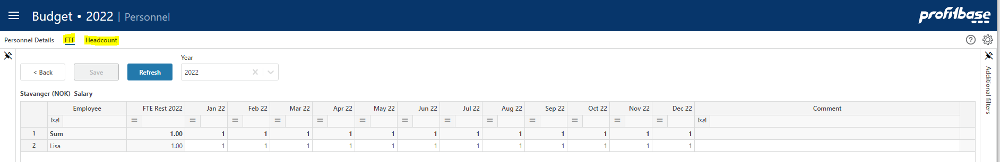 Budget • 2022 | Personnel
profitbase
Personnel Details FTE Headcount
Year
< Back Save Refresh 2022
Additional filters
Stavanger (NOK) Salary
Employee FTE Rest 2022 Jan 22 Feb 22 Mar 22 Apr 22 May 22 Jun 22 Jul 22 Aug 22 Sep 22 Oct 22 Nov 22 Dec 22 Comment
[x,y] = = = = = = = = = = = = = [x,y]
1 Sum 1.00 1 1 1 1 1 1 1 1 1 1 1 1
2 Lisa 1.00 1 1 1 1 1 1 1 1 1 1 1 1